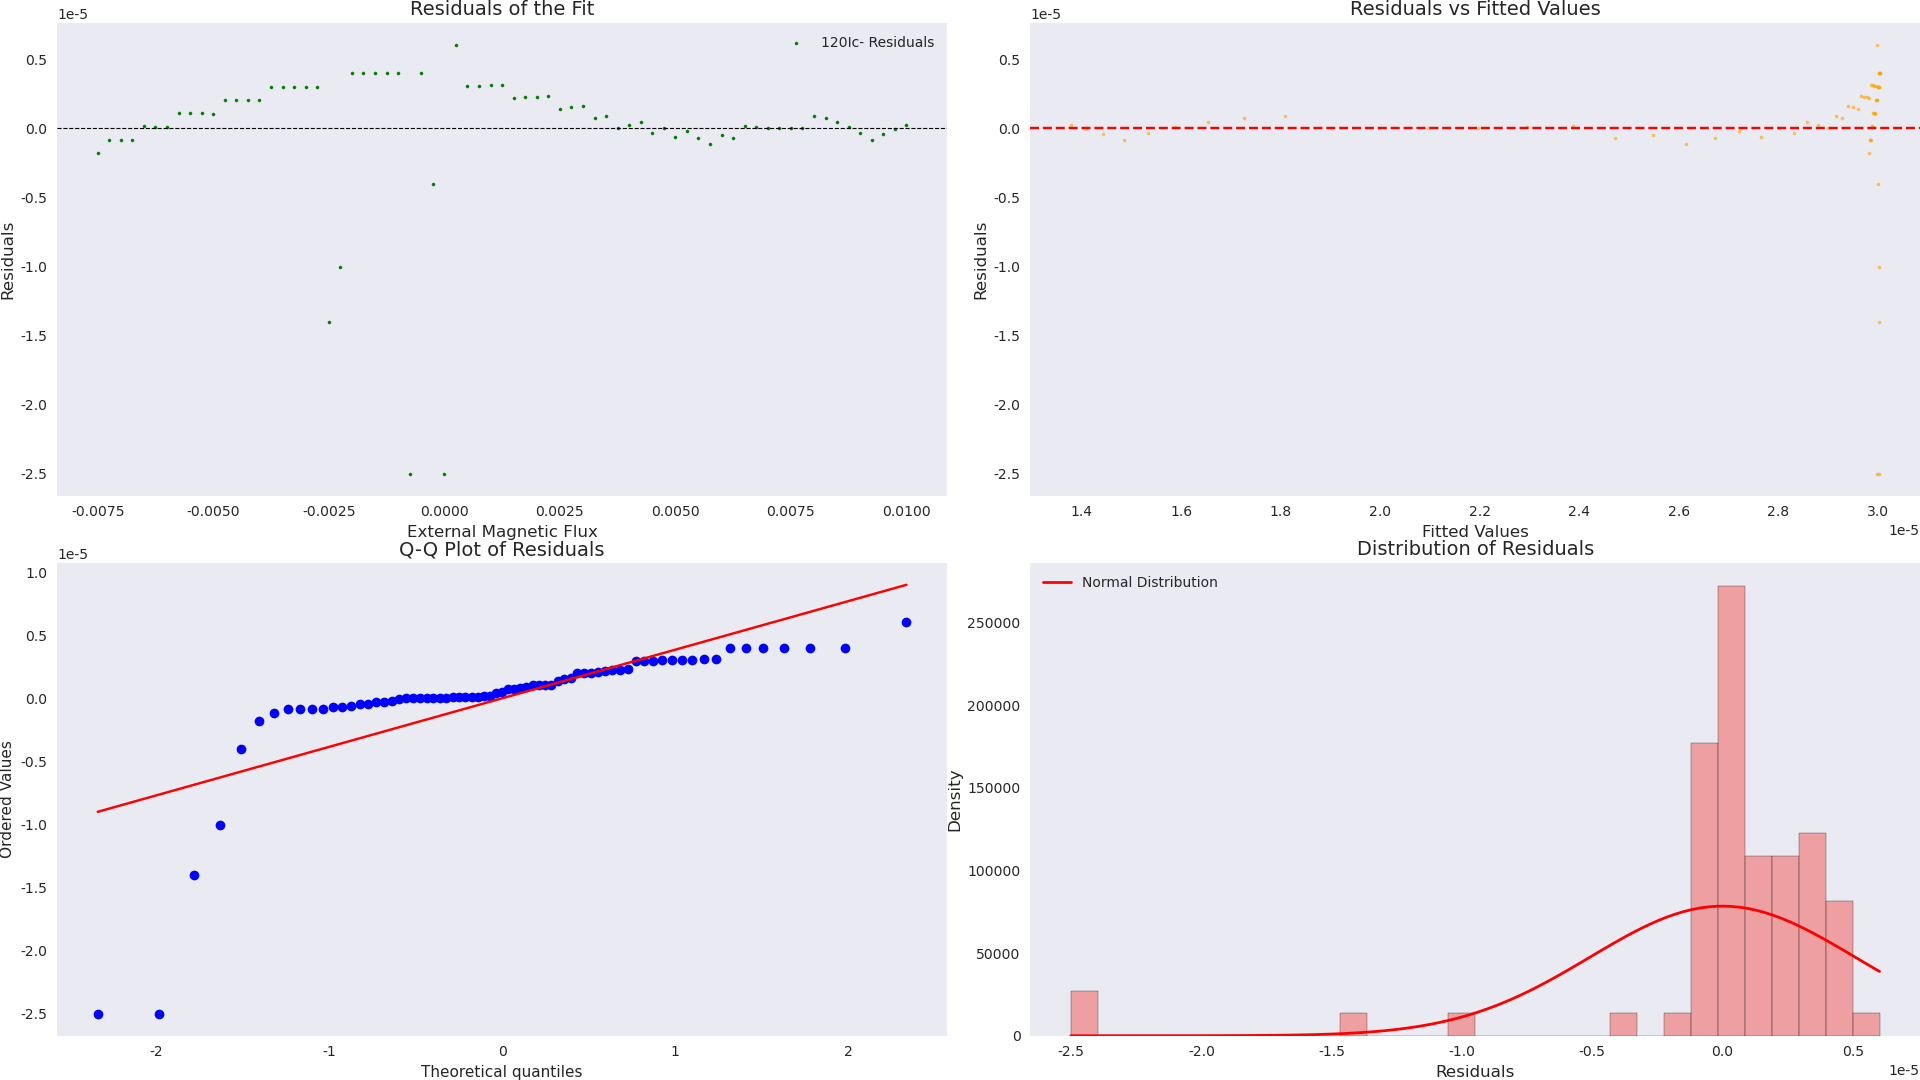 Residuals of the Fit
1e-5
120Ic- Residuals
0.5
0.0
-0.5
-1.0
-1.5
-2.0
-2.5
Residuals
-0.0075 -0.0050 -0.0025 0.0000 0.0025 0.0050 0.0075 0.0100
External Magnetic Flux
Residuals vs Fitted Values
1e-5
0.5
0.0
-0.5
-1.0
-1.5
-2.0
-2.5
Residuals
1.4 1.6 1.8 2.0 2.2 2.4 2.6 2.8 3.0
1e-5
Fitted Values
Q-Q Plot of Residuals
1e-5
1.0
0.5
0.0
-0.5
-1.0
-1.5
-2.0
-2.5
Ordered Values
-2 -1 0 1 2
Theoretical quantiles
Distribution of Residuals
Normal Distribution
250000
200000
150000
100000
50000
0
Density
-2.5 -2.0 -1.5 -1.0 -0.5 0.0 0.5
1e-5
Residuals